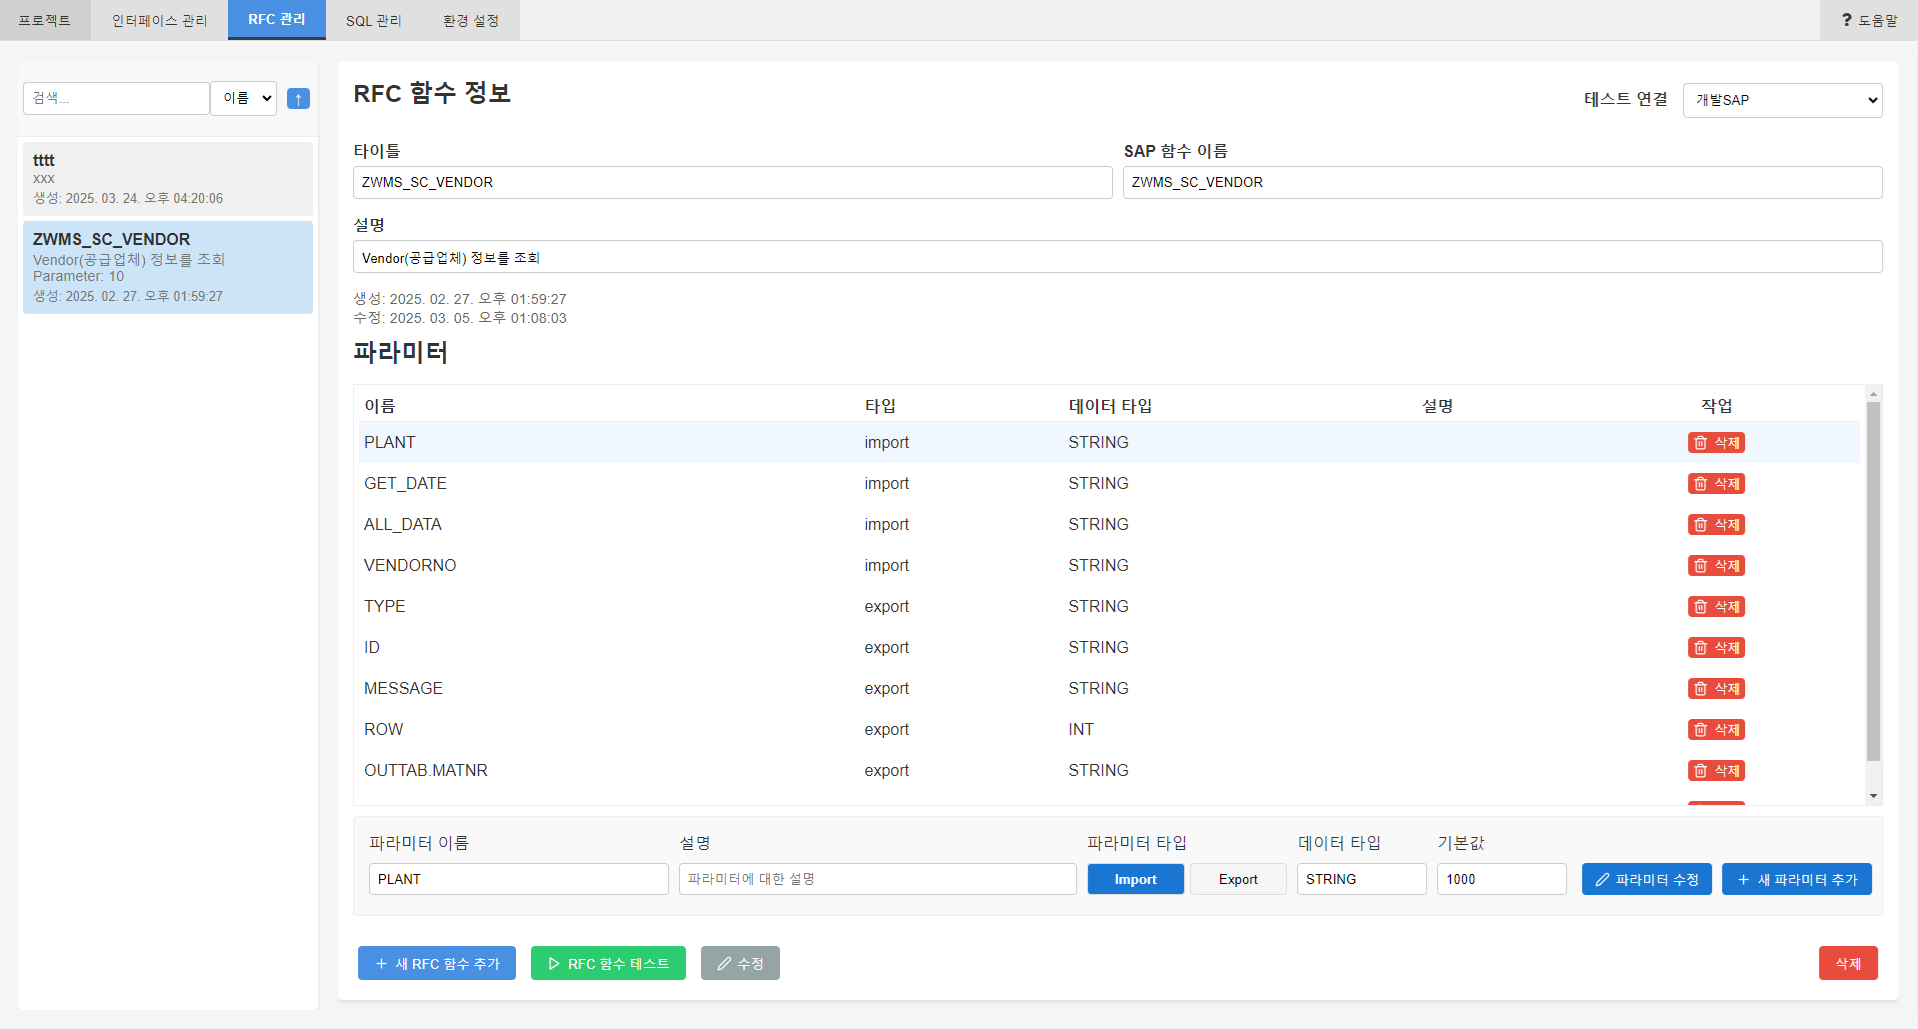 프로젝트 인터페이스 관리 RFC 관리 SQL 관리 환경 설정 ? 도움말
검색... 이름 ↑
tttt
xxx
생성: 2025. 03. 24. 오후 04:20:06
ZWMS_SC_VENDOR
Vendor(공급업체) 정보를 조회
Parameter: 10
생성: 2025. 02. 27. 오후 01:59:27
RFC 함수 정보
테스트 연결 개발SAP
타이틀 SAP 함수 이름
ZWMS_SC_VENDOR ZWMS_SC_VENDOR
설명
Vendor(공급업체) 정보를 조회
생성: 2025. 02. 27. 오후 01:59:27
수정: 2025. 03. 05. 오후 01:08:03
파라미터
이름 타입 데이터 타입 설명 작업
PLANT import STRING 삭제
GET_DATE import STRING 삭제
ALL_DATA import STRING 삭제
VENDORNO import STRING 삭제
TYPE export STRING 삭제
ID export STRING 삭제
MESSAGE export STRING 삭제
ROW export INT 삭제
OUTTAB.MATNR export STRING 삭제
파라미터 이름 설명 파라미터 타입 데이터 타입 기본값
PLANT 파라미터에 대한 설명 Import Export STRING 1000 파라미터 수정 + 새 파라미터 추가
+ 새 RFC 함수 추가 RFC 함수 테스트 수정 삭제